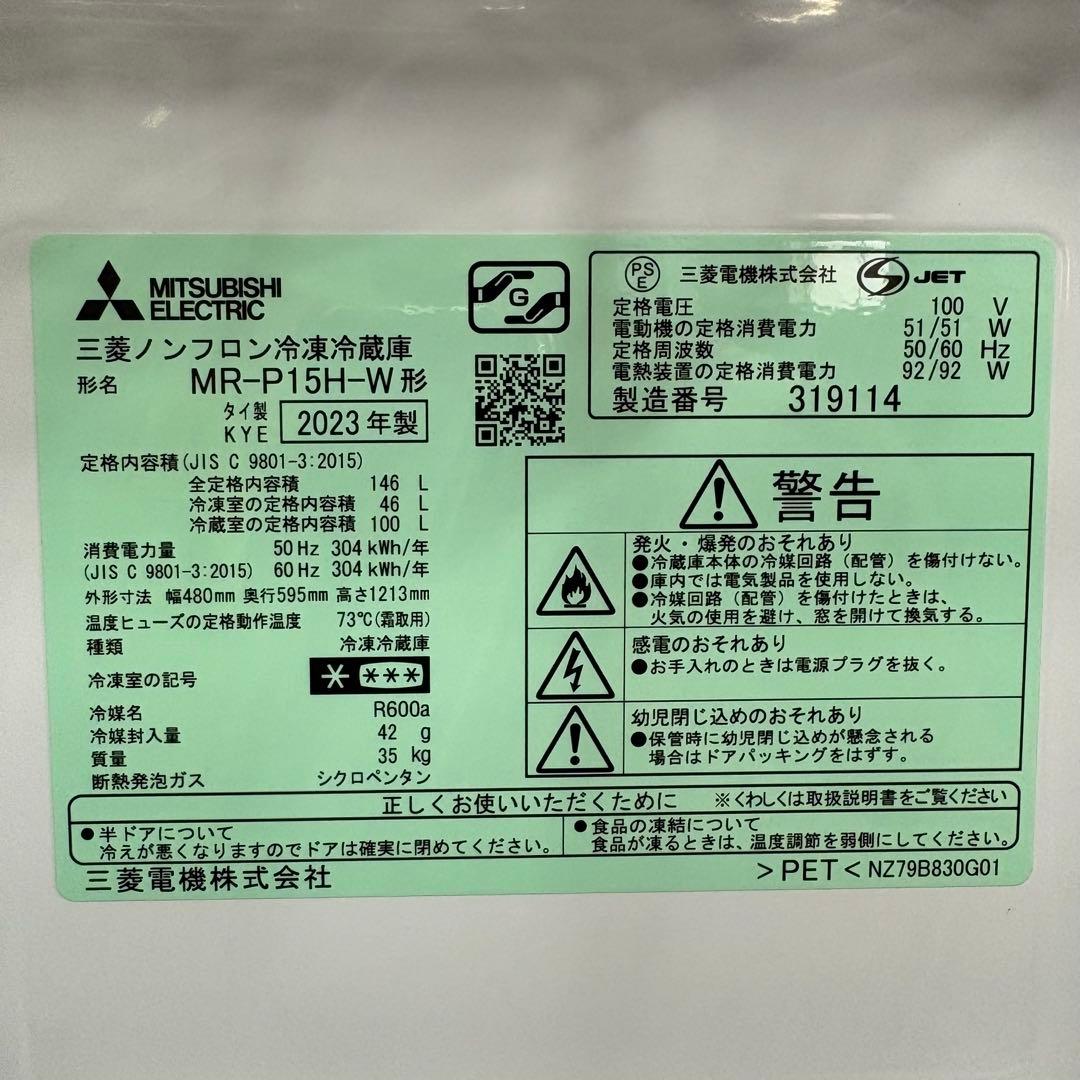 MITSUBISHI
ELECTRIC
三菱ノンフロン冷凍冷蔵庫
形名 MR-P15H-W形
タイ製
KYE 2023年製
定格内容積(JIS C 9801-3:2015)
全定格内容積 146 L
冷凍室の定格内容積 46 L
冷蔵室の定格内容積 100 L
消費電力量 50Hz 304kWh/年
(JIS C 9801-3:2015) 60Hz 304kWh/年
外形寸法 幅480mm 奥行595mm 高さ1213mm
温度ヒューズの定格動作温度 73℃(霜取用)
種類 冷凍冷蔵庫
冷凍室の記号 * ***
冷媒名 R600a
冷媒封入量 42 g
質量 35 kg
断熱発泡ガス シクロペンタン
G
PSE 三菱電機株式会社 S JET
定格電圧 100 V
電動機の定格消費電力 51/51 W
定格周波数 50/60 Hz
電熱装置の定格消費電力 92/92 W
製造番号 319114
警告
発火・爆発のおそれあり
●冷蔵庫本体の冷媒回路(配管)を傷付けない。
●庫内では電気製品を使用しない。
●冷媒回路(配管)を傷付けたときは、
火気の使用を避け、窓を開けて換気する。
感電のおそれあり
●お手入れのときは電源プラグを抜く。
幼児閉じ込めのおそれあり
●保管時に幼児閉じ込めが懸念される
場合はドアパッキングをはずす。
正しくお使いいただくために ※くわしくは取扱説明書をご覧ください
●半ドアについて
冷えが悪くなりますのでドアは確実に閉めてください。
●食品の凍結について
食品が凍るときは、温度調節を弱側にしてください。
三菱電機株式会社
>PET< NZ79B830G01